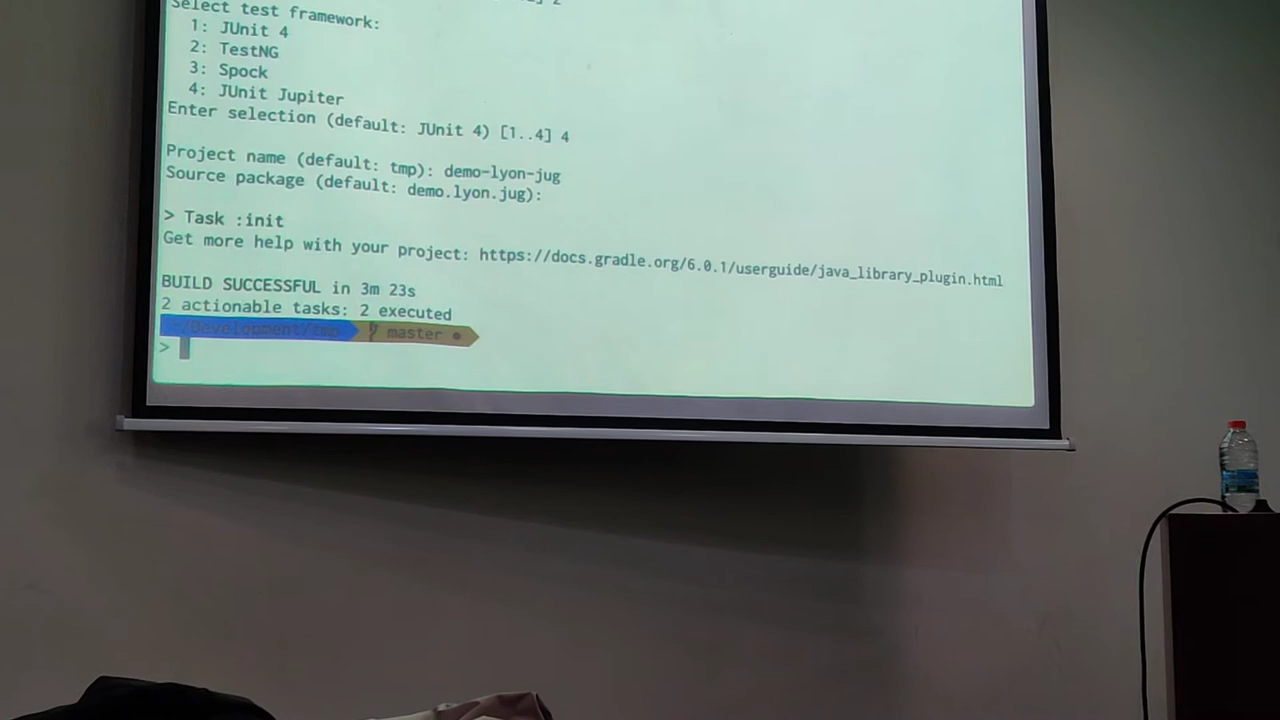 Select test framework:
1: JUnit 4
2: TestNG
3: Spock
4: JUnit Jupiter
Enter selection (default: JUnit 4) [1..4] 4
Project name (default: tmp): demo-lyon-jug
Source package (default: demo.lyon.jug):
> Task :init
Get more help with your project: https://docs.gradle.org/6.0.1/userguide/java_library_plugin.html
BUILD SUCCESSFUL in 3m 23s
2 actionable tasks: 2 executed
~/Development/tmp master ●
>